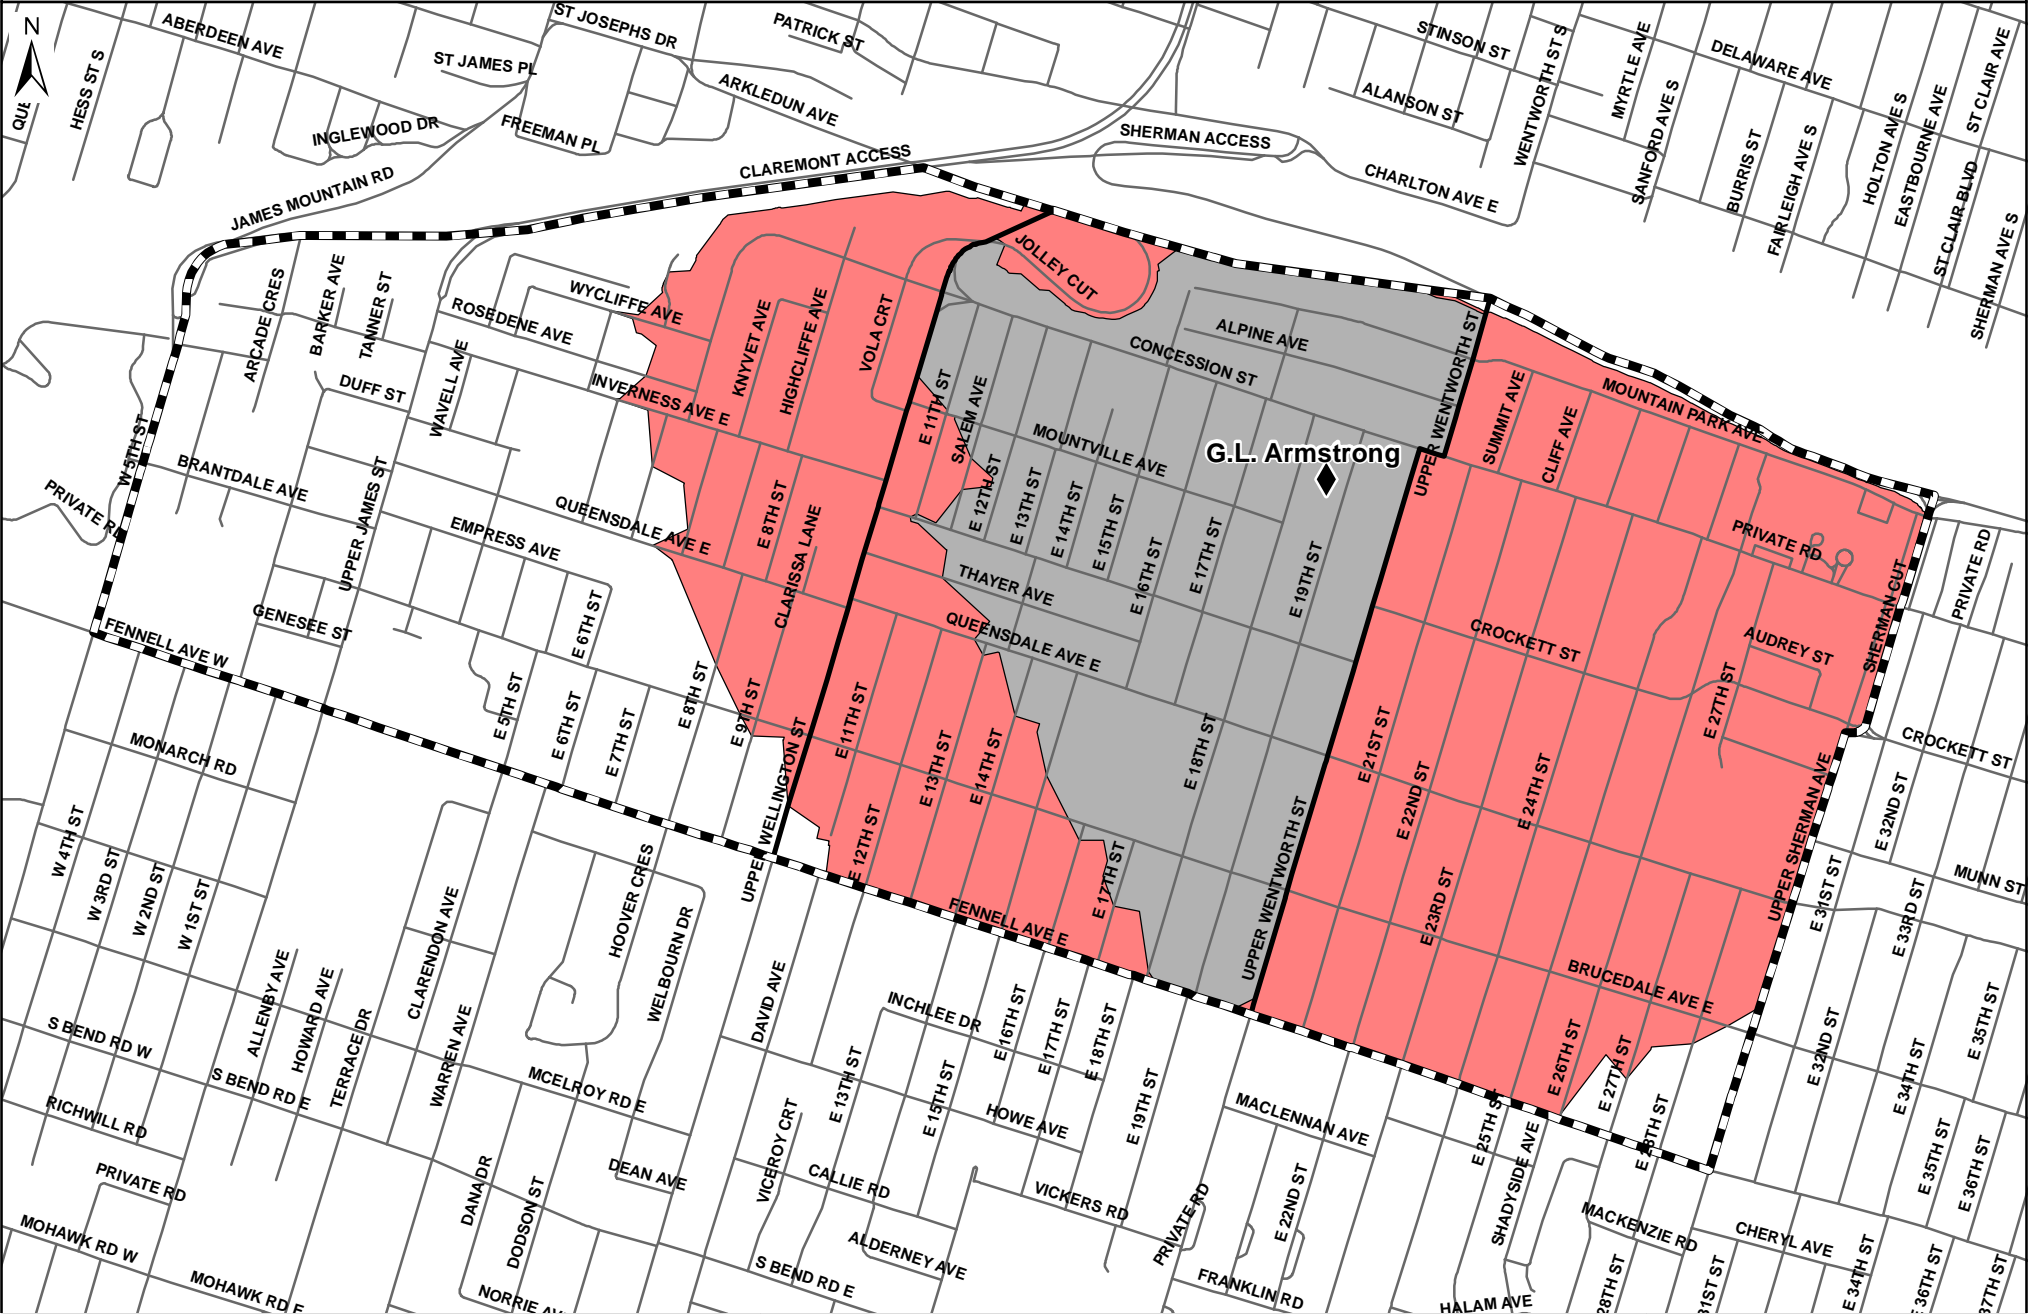 N
ABERDEEN AVE
ST JOSEPHS DR
PATRICK ST
STINSON ST
DELAWARE AVE
ST CLAIR AVE
HESS ST S
QUE
ST JAMES PL
ARKLEDUN AVE
ALANSON ST
WENTWORTH ST S
MYRTLE AVE
SANFORD AVE S
INGLEWOOD DR
FREEMAN PL
SHERMAN ACCESS
CLAREMONT ACCESS
CHARLTON AVE E
BURRIS ST
FAIRLEIGH AVE S
HOLTON AVE S
EASTBOURNE AVE
ST CLAIR BLVD
SHERMAN AVE S
JAMES MOUNTAIN RD
JOLLEY CUT
ARCADE CRES
BARKER AVE
TANNER ST
WYCLIFFE AVE
ROSEDENE AVE
KNYVET AVE
HIGHCLIFFE AVE
VOLA CRT
ALPINE AVE
CONCESSION ST
UPPER WENTWORTH ST
MOUNTAIN PARK AVE
SUMMIT AVE
CLIFF AVE
DUFF ST
WAVELL AVE
INVERNESS AVE E
E 11TH ST
SALEM AVE
MOUNTVILLE AVE
G.L. Armstrong
UPPER WENTWORTH ST
W 5TH ST
BRANTDALE AVE
PRIVATE RD
UPPER JAMES ST
EMPRESS AVE
QUEENSDALE AVE E
E 8TH ST
CLARISSA LANE
E 12TH ST
E 13TH ST
E 14TH ST
E 15TH ST
E 16TH ST
E 17TH ST
E 19TH ST
PRIVATE RD
PRIVATE RD
SHERMAN CUT
THAYER AVE
QUEENSDALE AVE E
CROCKETT ST
AUDREY ST
GENESEE ST
FENNELL AVE W
E 6TH ST
E 5TH ST
E 6TH ST
E 7TH ST
E 8TH ST
E 9TH ST
E 11TH ST
E 13TH ST
E 14TH ST
E 18TH ST
E 21ST ST
E 22ND ST
E 24TH ST
E 27TH ST
CROCKETT ST
MONARCH RD
UPPER WELLINGTON ST
E 12TH ST
E 17TH ST
UPPER WENTWORTH ST
E 23RD ST
UPPER SHERMAN AVE
E 32ND ST
MUNN ST
W 4TH ST
W 3RD ST
W 2ND ST
W 1ST ST
CLARENDON AVE
HOOVER CRES
WELBOURN DR
FENNELL AVE E
E 31ST ST
E 33RD ST
BRUCEDALE AVE E
ALLENBY AVE
HOWARD AVE
TERRACE DR
WARREN AVE
DAVID AVE
INCHLEE DR
E 16TH ST
E 17TH ST
E 18TH ST
E 26TH ST
E 27TH ST
E 32ND ST
E 34TH ST
E 35TH ST
S BEND RD W
S BEND RD E
MCELROY RD E
E 13TH ST
E 15TH ST
HOWE AVE
E 19TH ST
MACLENNAN AVE
E 25TH ST
E 28TH ST
RICHWILL RD
PRIVATE RD
DANA DR
DODSON ST
DEAN AVE
VICEROY CRT
CALLIE RD
VICKERS RD
PRIVATE RD
E 22ND ST
SHADYSIDE AVE
MACKENZIE RD
CHERYL AVE
E 35TH ST
E 36TH ST
MOHAWK RD W
MOHAWK RD E
NORRIE AV
S BEND RD E
ALDERNEY AVE
FRANKLIN RD
HALAM AVE
28TH ST
31ST ST
E 34TH ST
E 36TH ST
37TH ST